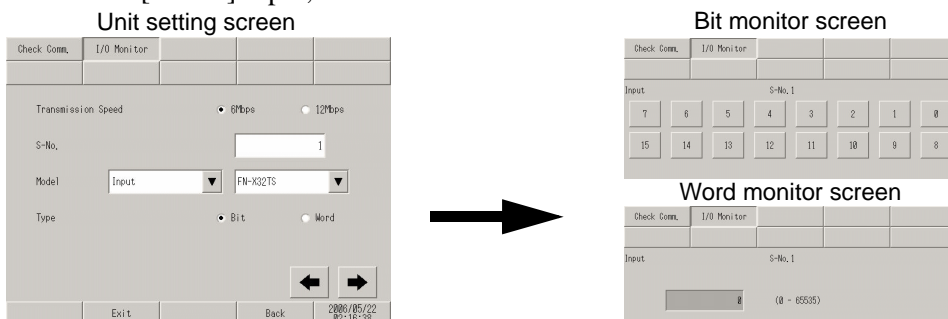 Unit setting screen
Check Comm. I/O Monitor
Transmission Speed 6Mbps 12Mbps
S-No. 1
Model Input FN-X32TS
Type Bit Word
Exit Back 2006/05/22
02:16:38
Bit monitor screen
Check Comm. I/O Monitor
Input S-No. 1
7 6 5 4 3 2 1 0
15 14 13 12 11 10 9 8
Word monitor screen
Check Comm. I/O Monitor
Input S-No. 1
0 (0 - 65535)